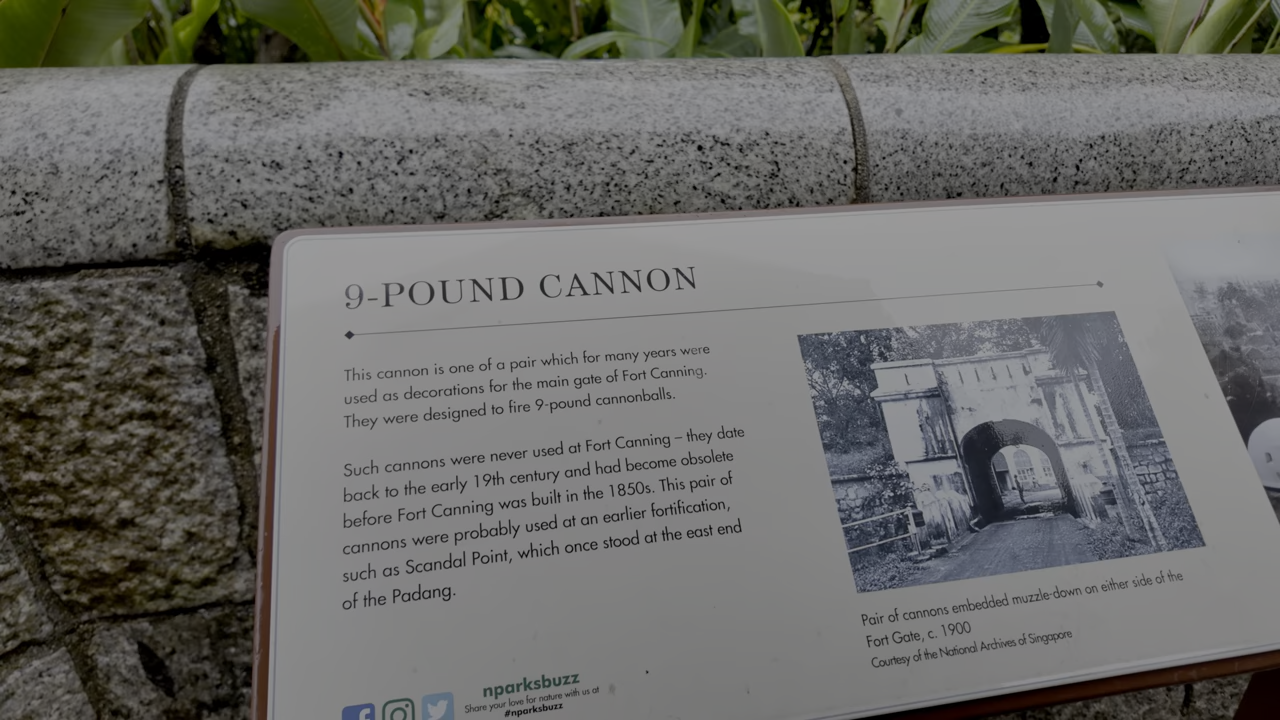 9-POUND CANNON
This cannon is one of a pair which for many years were
used as decorations for the main gate of Fort Canning.
They were designed to fire 9-pound cannonballs.
Such cannons were never used at Fort Canning – they date
back to the early 19th century and had become obsolete
before Fort Canning was built in the 1850s. This pair of
cannons were probably used at an earlier fortification,
such as Scandal Point, which once stood at the east end
of the Padang.
Pair of cannons embedded muzzle-down on either side of the
Fort Gate, c. 1900
Courtesy of the National Archives of Singapore
nparksbuzz
Share your love for nature with us at
#nparksbuzz